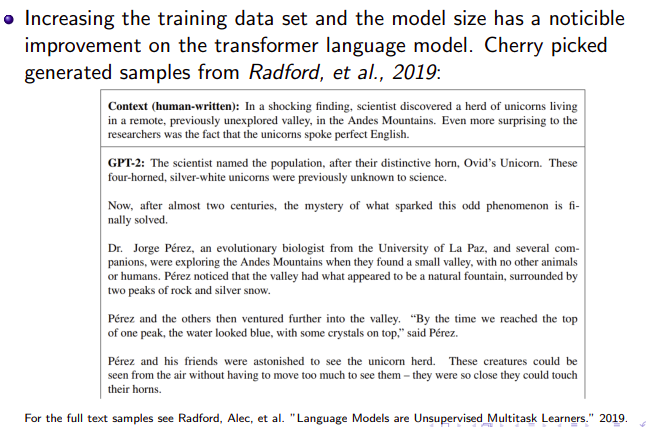 Increasing the training data set and the model size has a noticible
improvement on the transformer language model. Cherry picked
generated samples from Radford, et al., 2019:
Context (human-written): In a shocking finding, scientist discovered a herd of unicorns living
in a remote, previously unexplored valley, in the Andes Mountains. Even more surprising to the
researchers was the fact that the unicorns spoke perfect English.
GPT-2: The scientist named the population, after their distinctive horn, Ovid's Unicorn. These
four-horned, silver-white unicorns were previously unknown to science.
Now, after almost two centuries, the mystery of what sparked this odd phenomenon is fi-
nally solved.
Dr. Jorge Pérez, an evolutionary biologist from the University of La Paz, and several com-
panions, were exploring the Andes Mountains when they found a small valley, with no other animals
or humans. Pérez noticed that the valley had what appeared to be a natural fountain, surrounded by
two peaks of rock and silver snow.
Pérez and the others then ventured further into the valley. "By the time we reached the top
of one peak, the water looked blue, with some crystals on top," said Pérez.
Pérez and his friends were astonished to see the unicorn herd. These creatures could be
seen from the air without having to move too much to see them – they were so close they could touch
their horns.
For the full text samples see Radford, Alec, et al. "Language Models are Unsupervised Multitask Learners." 2019.